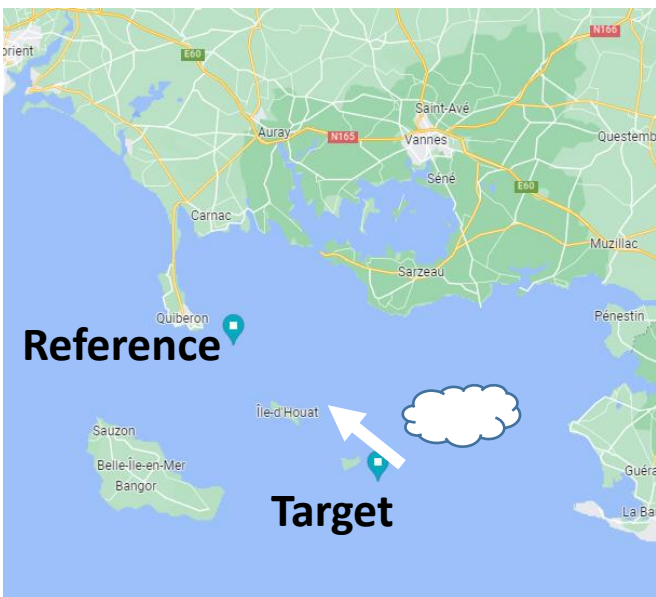 orient
N166
E60
Saint-Avé
Auray
N165
Vannes
Questemb
Séné
E60
Carnac
Muzillac
Sarzeau
Quiberon
Pénestin
Reference
Île-d'Houat
Sauzon
Belle-Île-en-Mer
Bangor
Guéra
Target
La Ba